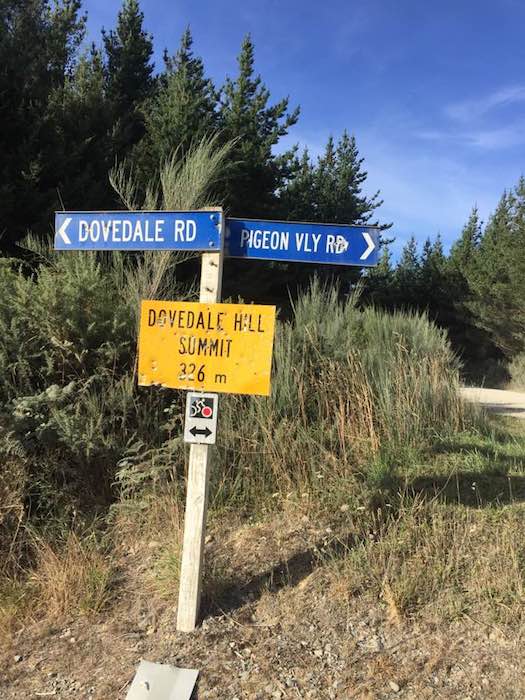 DOVEDALE RD
PIGEON VLY RD
DOVEDALE HILL
SUMMIT
326 m